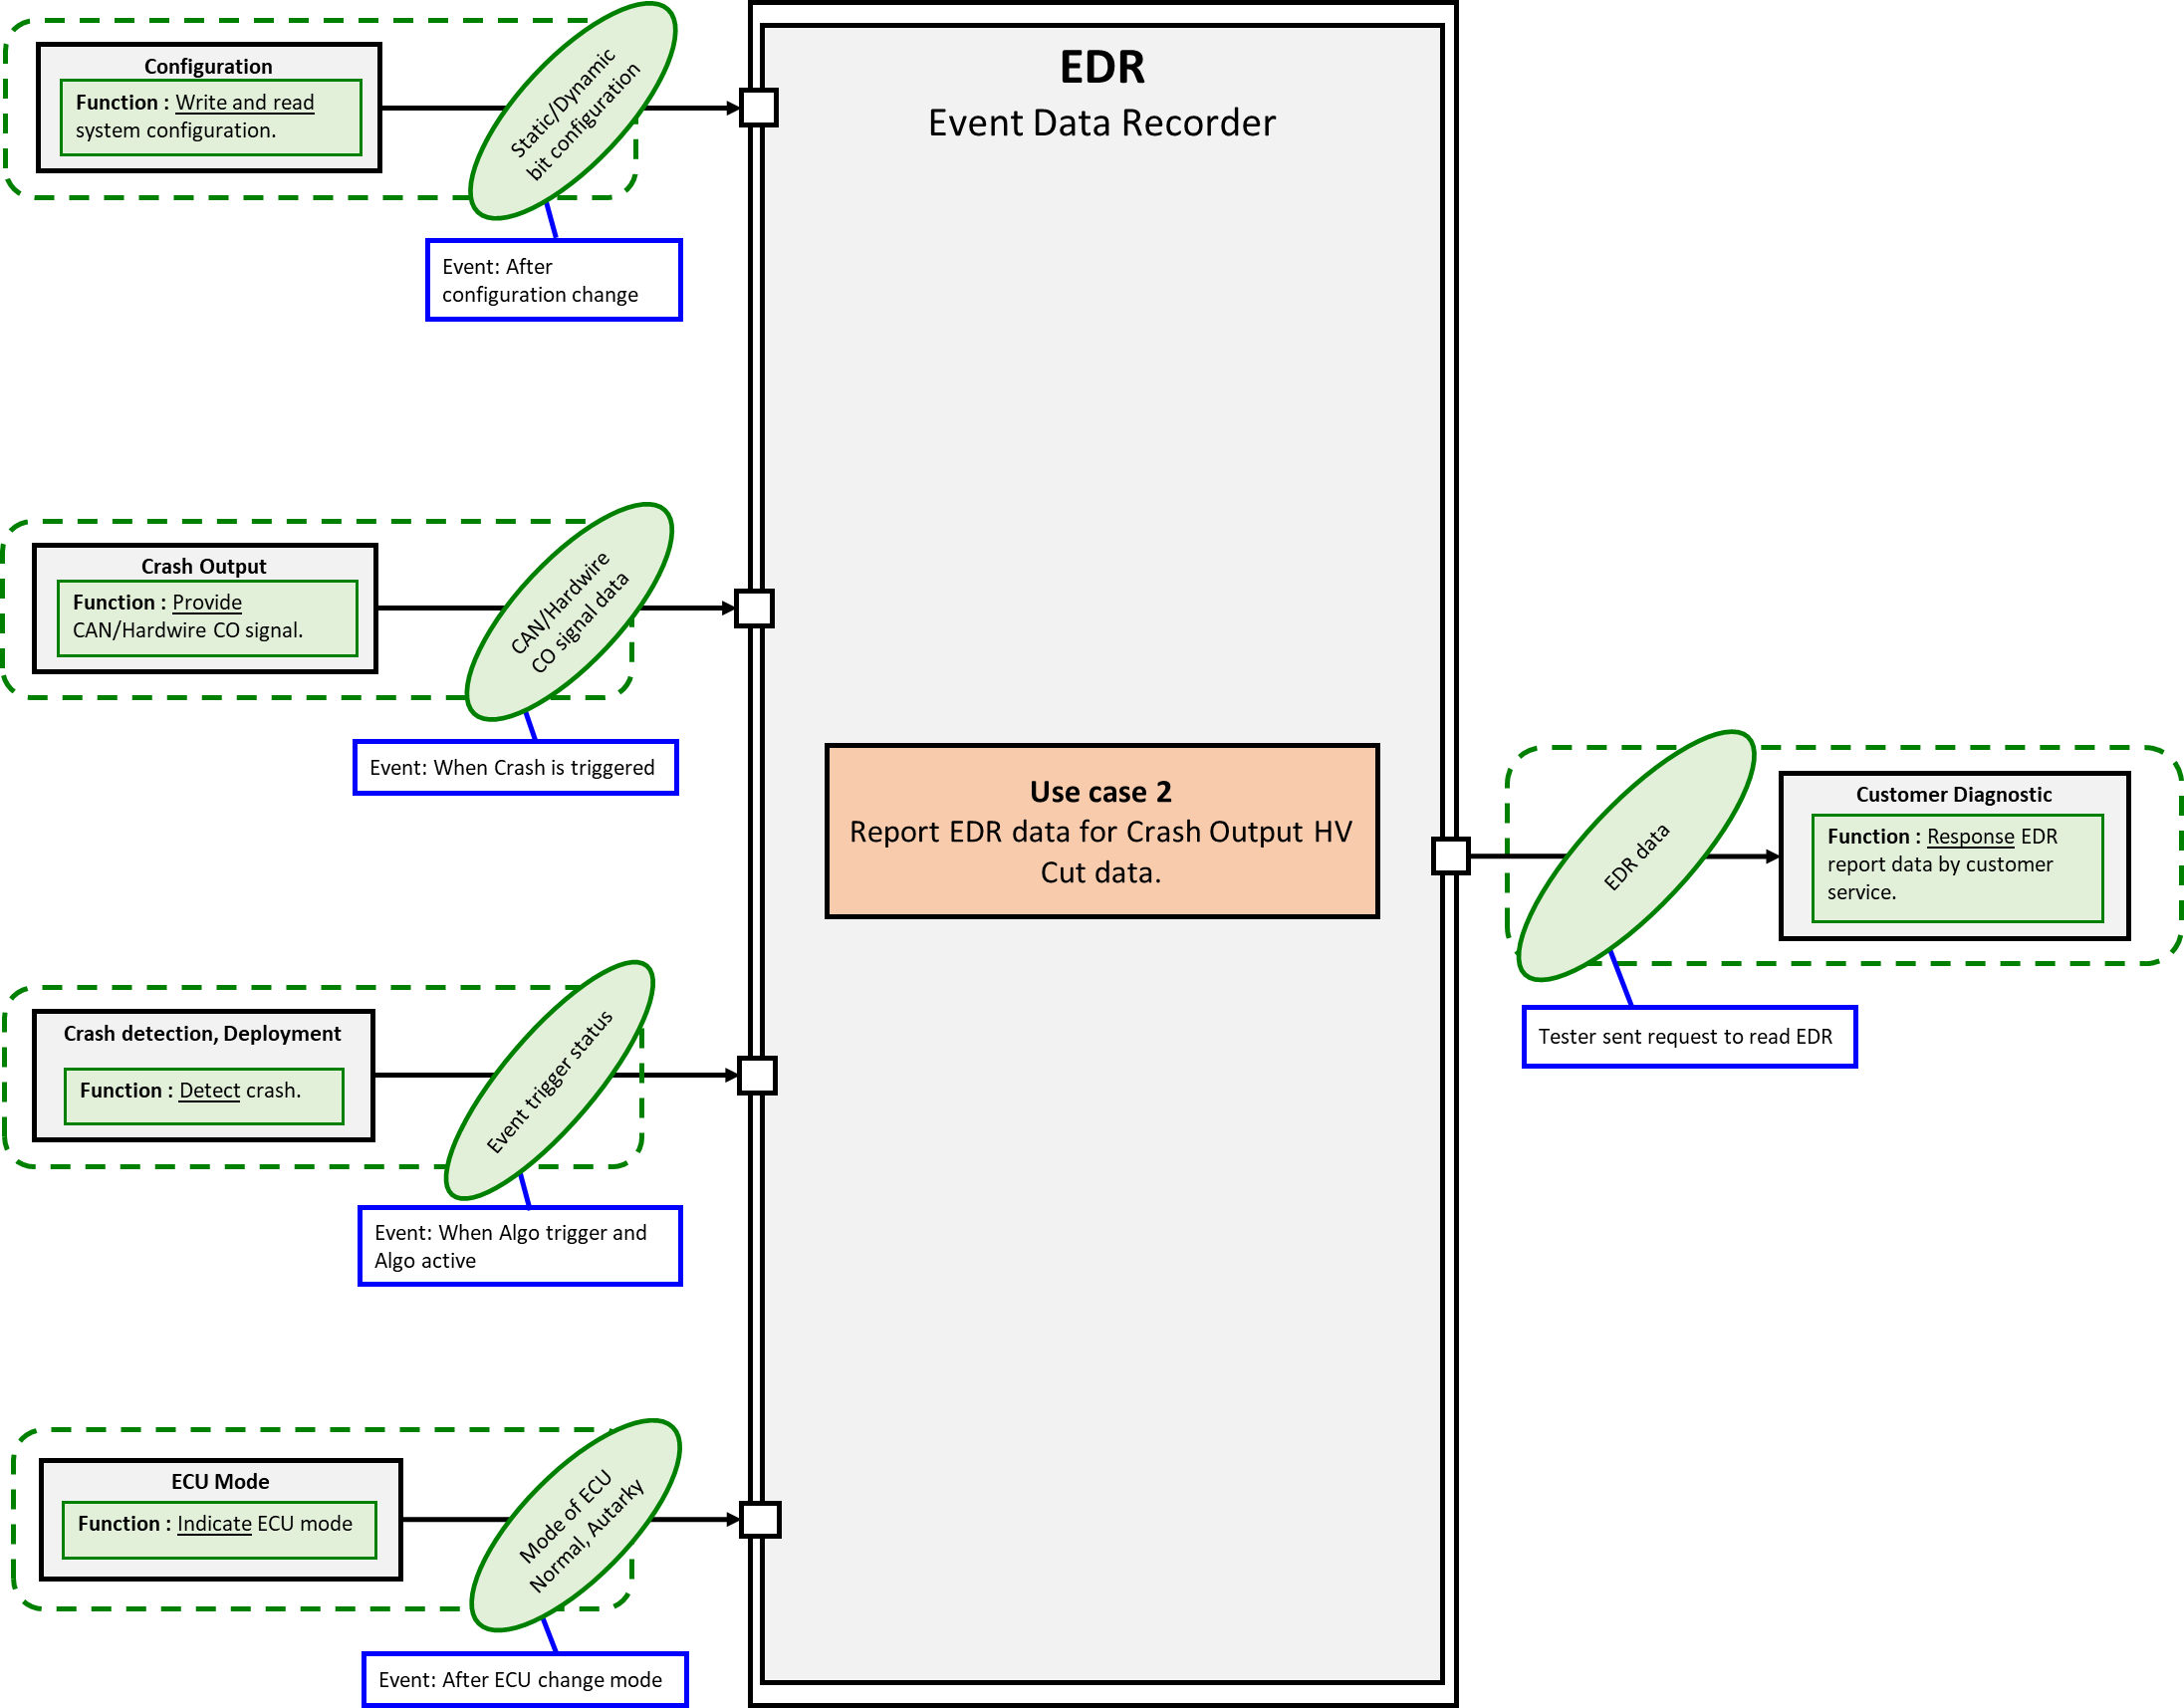 EDR
Event Data Recorder
Configuration
Function : Write and read
system configuration.
Static/Dynamic
bit configuration
Event: After
configuration change
Crash Output
Function : Provide
CAN/Hardwire CO signal.
CAN/Hardwire
CO signal data
Event: When Crash is triggered
Use case 2
Report EDR data for Crash Output HV
Cut data.
Crash detection, Deployment
Function : Detect crash.
Event trigger status
Event: When Algo trigger and
Algo active
ECU Mode
Function : Indicate ECU mode
Mode of ECU
Normal, Autarky
Event: After ECU change mode
EDR data
Customer Diagnostic
Function : Response EDR
report data by customer
service.
Tester sent request to read EDR